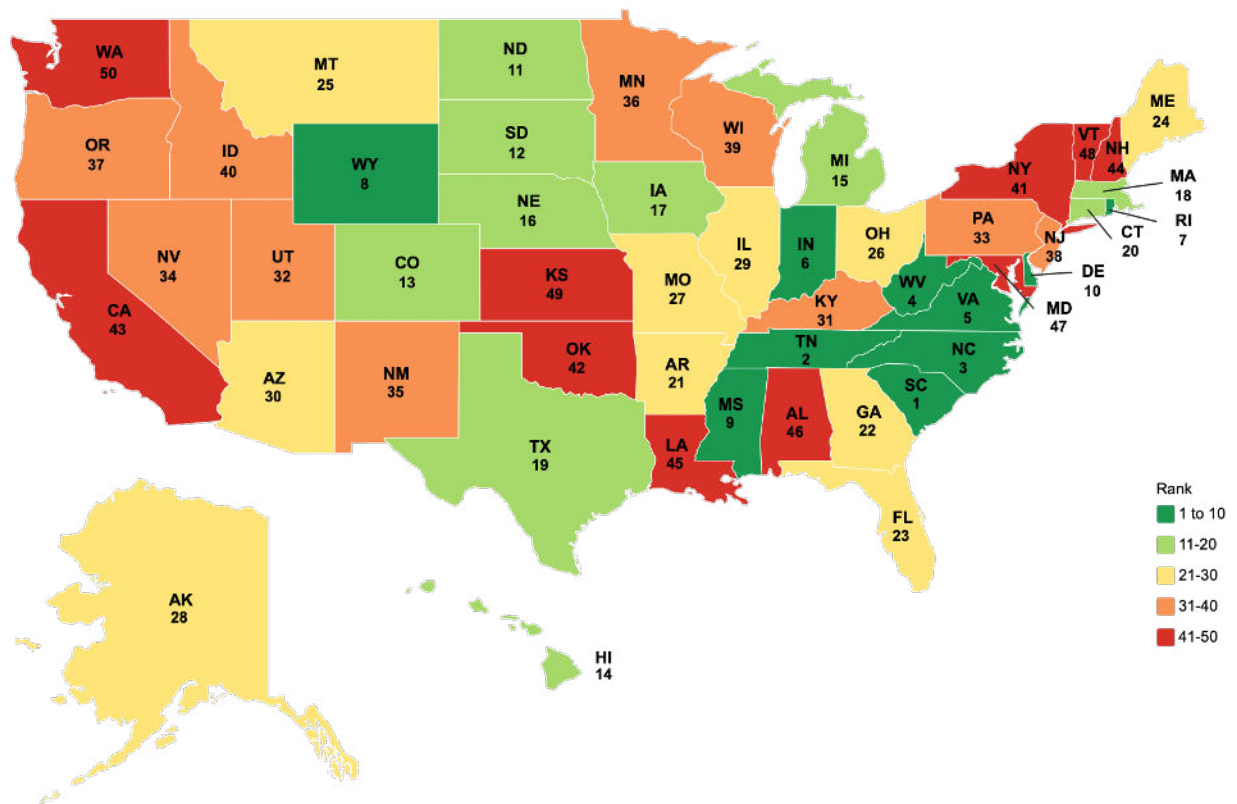 WA
50
MT
25
ND
11
MN
36
OR
37
ID
40
WY
8
SD
12
WI
39
MI
15
NY
41
VT
48
NH
44
ME
24
MA
18
RI
7
CT
20
NE
16
IA
17
PA
33
NJ
38
DE
10
MD
47
CA
43
NV
34
UT
32
CO
13
KS
49
MO
27
IL
29
IN
6
OH
26
WV
4
VA
5
KY
31
TN
2
NC
3
SC
1
AZ
30
NM
35
OK
42
AR
21
MS
9
AL
46
GA
22
TX
19
LA
45
FL
23
AK
28
HI
14
Rank
1 to 10
11-20
21-30
31-40
41-50